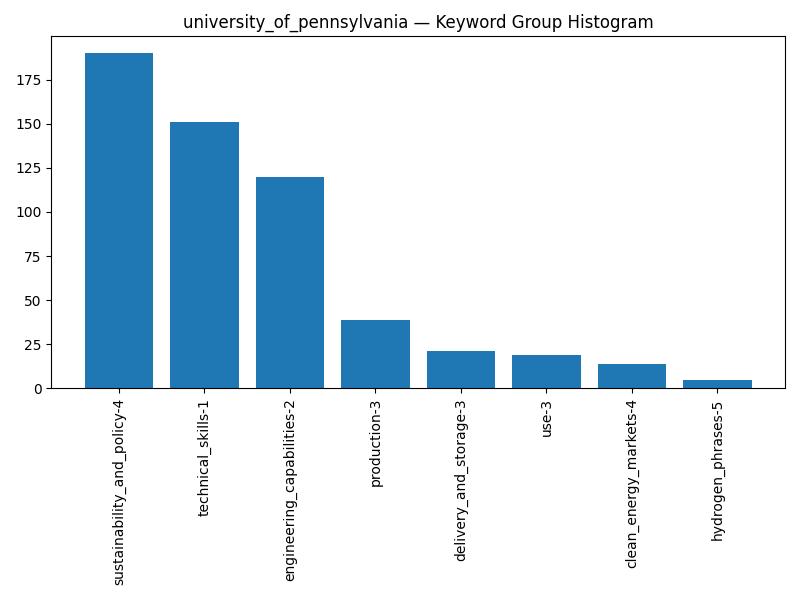 university_of_pennsylvania — Keyword Group Histogram
175
150
125
100
75
50
25
0
sustainability_and_policy-4
technical_skills-1
engineering_capabilities-2
production-3
delivery_and_storage-3
use-3
clean_energy_markets-4
hydrogen_phrases-5